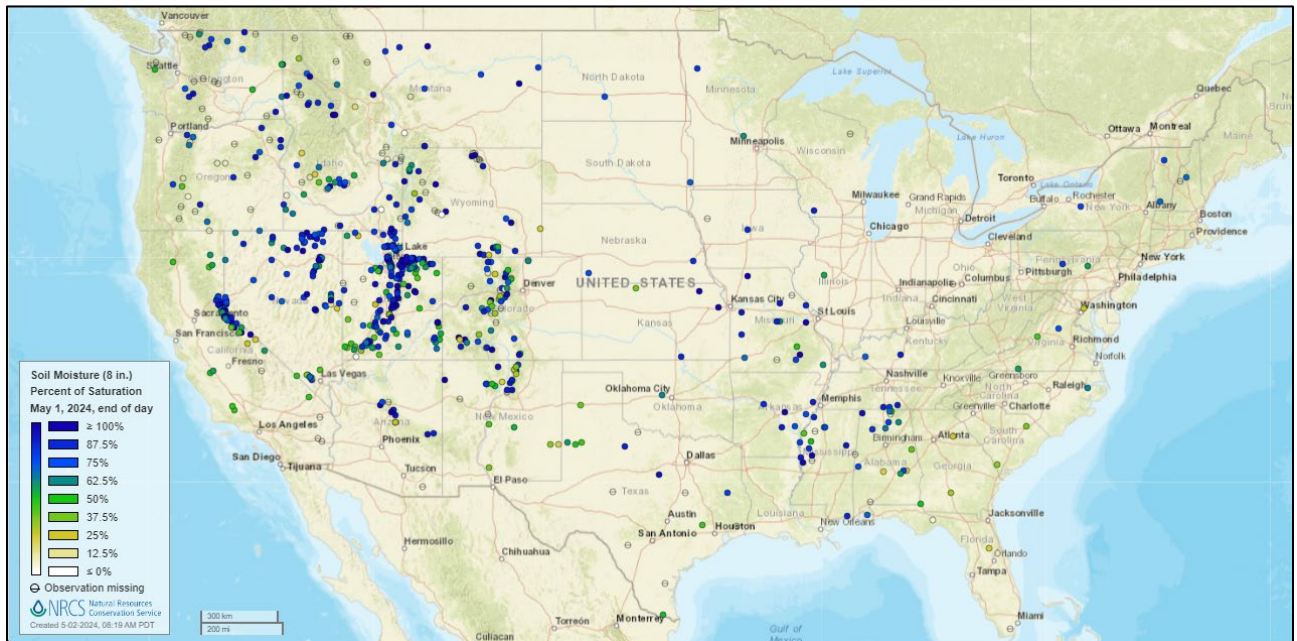 Vancouver
Seattle
Washington
Portland
Montana
North Dakota
Minnesota
Lake Superior
Quebec
Ottawa
Montreal
Maine
Minneapolis
Wisconsin
Lake Huron
Oregon
Idaho
South Dakota
Toronto
Lake Ontario
Wyoming
Milwaukee
Grand Rapids
Michigan
Buffalo
Rochester
New York
Albany
Boston
Iowa
Chicago
Detroit
Providence
Lake
Nebraska
Cleveland
Pennsylvania
New York
Denver
UNITED STATES
Illinois
Indianapolis
Ohio
Columbus
Pittsburgh
Philadelphia
Indiana
Cincinnati
West
Virginia
Washington
Sacramento
Colorado
Kansas City
Kansas
Missouri
St Louis
Louisville
Kentucky
Virginia
Richmond
San Francisco
California
Fresno
Norfolk
Las Vegas
Nashville
Tennessee
Knoxville
Greensboro
North
Carolina
Raleigh
Oklahoma City
Oklahoma
Arkansas
Memphis
Charlotte
Greenville
New Mexico
Los Angeles
Arizona
Phoenix
Birmingham
Atlanta
South
Carolina
Mississippi
Alabama
Georgia
San Diego
Tijuana
Tucson
El Paso
Dallas
Texas
Louisiana
Austin
San Antonio
Houston
New Orleans
Jacksonville
Florida
Orlando
Tampa
Hermosillo
Chihuahua
Miami
Monterrey
Torreón
Culiacan
Gulf of
Mexico
Soil Moisture (8 in.)
Percent of Saturation
May 1, 2024, end of day
≥ 100%
87.5%
75%
62.5%
50%
37.5%
25%
12.5%
≤ 0%
Observation missing
NRCS Natural Resources
Conservation Service
Created 5-02-2024, 08:19 AM PDT
300 km
200 mi